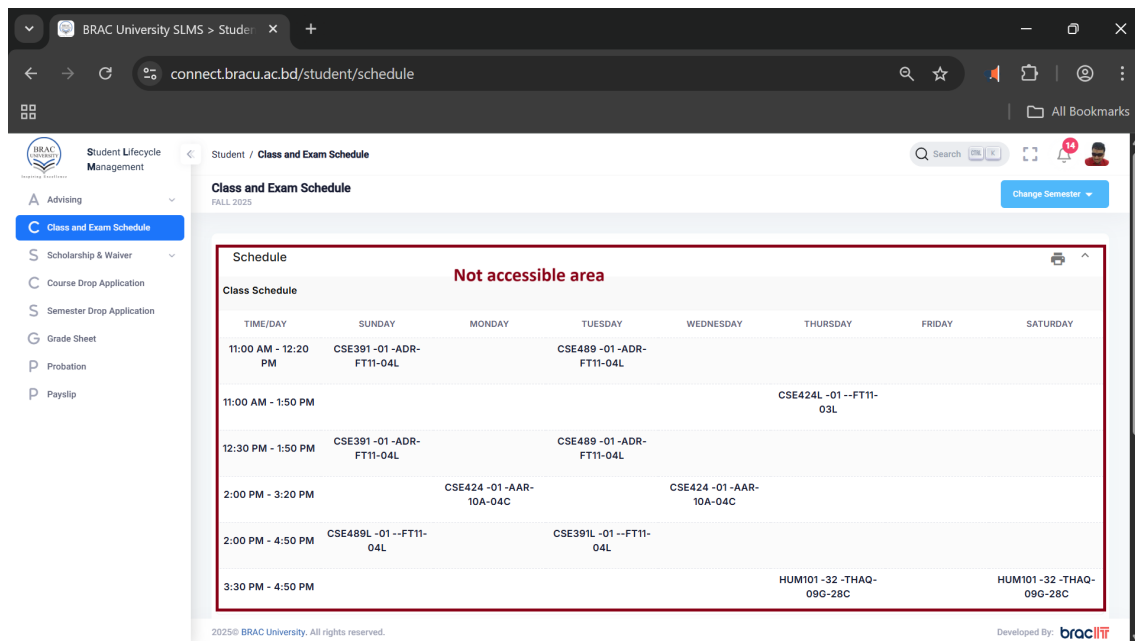 BRAC University SLMS > Studen
connect.bracu.ac.bd/student/schedule
All Bookmarks
BRAC
UNIVERSITY
Inspiring Excellence
Student Lifecycle
Management
Student / Class and Exam Schedule
Search CTRL K
14
Class and Exam Schedule
FALL 2025
Change Semester
A Advising
C Class and Exam Schedule
S Scholarship & Waiver
C Course Drop Application
S Semester Drop Application
G Grade Sheet
P Probation
P Payslip
Schedule
Not accessible area
Class Schedule
TIME/DAY SUNDAY MONDAY TUESDAY WEDNESDAY THURSDAY FRIDAY SATURDAY
11:00 AM - 12:20 CSE391 -01 -ADR- CSE489 -01 -ADR-
PM FT11-04L FT11-04L
11:00 AM - 1:50 PM CSE424L -01 --FT11-
03L
12:30 PM - 1:50 PM CSE391 -01 -ADR- CSE489 -01 -ADR-
FT11-04L FT11-04L
2:00 PM - 3:20 PM CSE424 -01 -AAR- CSE424 -01 -AAR-
10A-04C 10A-04C
2:00 PM - 4:50 PM CSE489L -01 --FT11- CSE391L -01 --FT11-
04L 04L
3:30 PM - 4:50 PM HUM101 -32 -THAQ- HUM101 -32 -THAQ-
09G-28C 09G-28C
2025© BRAC University. All rights reserved.
Developed By: bracIT